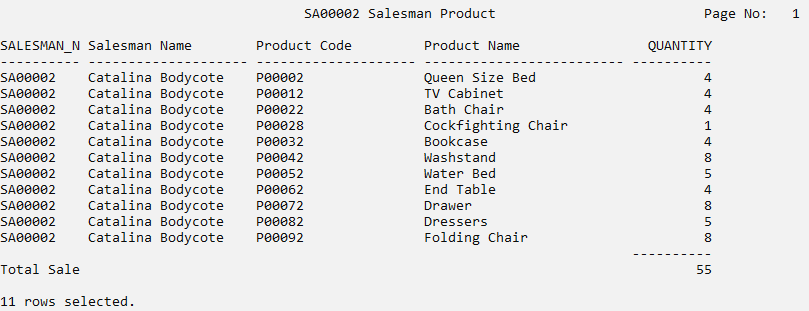 SA00002 Salesman Product Page No: 1
SALESMAN_N Salesman Name Product Code Product Name QUANTITY
---------- -------------------- -------------------- ------------------------- ----------
SA00002 Catalina Bodycote P00002 Queen Size Bed 4
SA00002 Catalina Bodycote P00012 TV Cabinet 4
SA00002 Catalina Bodycote P00022 Bath Chair 4
SA00002 Catalina Bodycote P00028 Cockfighting Chair 1
SA00002 Catalina Bodycote P00032 Bookcase 4
SA00002 Catalina Bodycote P00042 Washstand 8
SA00002 Catalina Bodycote P00052 Water Bed 5
SA00002 Catalina Bodycote P00062 End Table 4
SA00002 Catalina Bodycote P00072 Drawer 8
SA00002 Catalina Bodycote P00082 Dressers 5
SA00002 Catalina Bodycote P00092 Folding Chair 8
----------
Total Sale 55
11 rows selected.